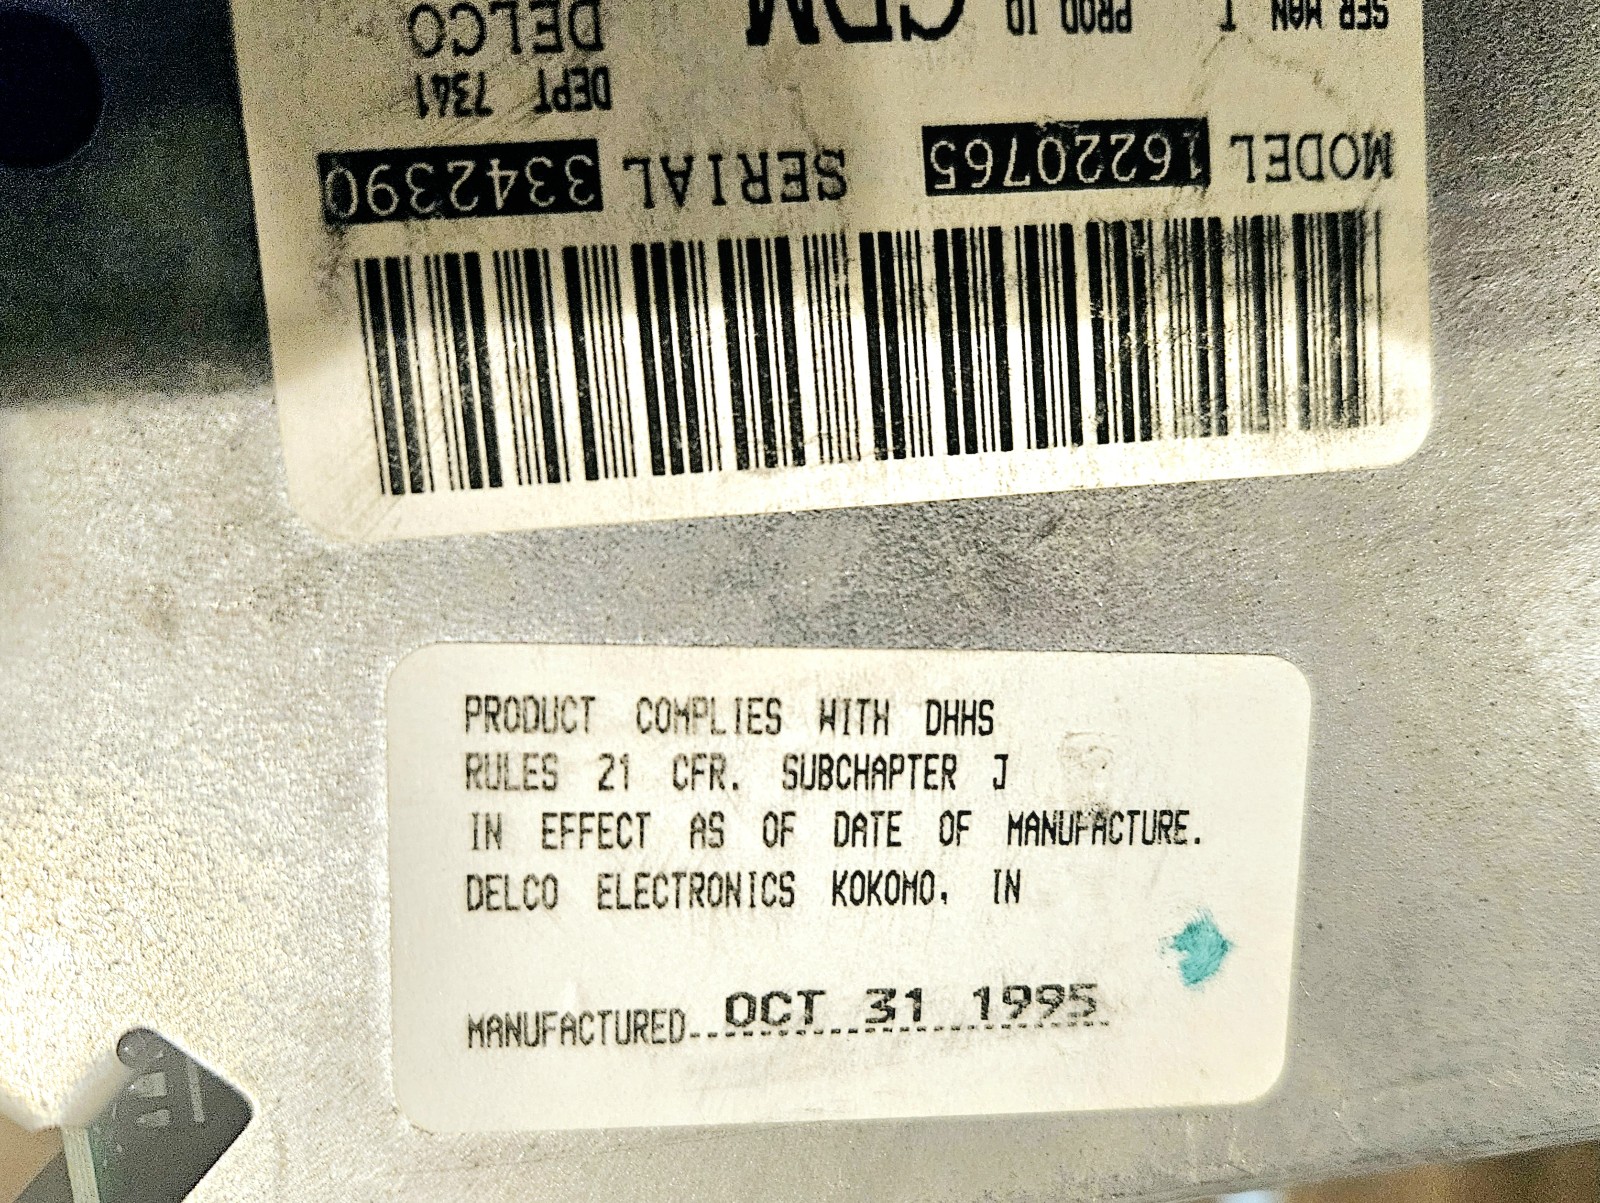 MODEL 16220765 SERIAL 3342390
DEPT 7341
SER MAN PROD ID CDM DELCO
PRODUCT COMPLIES WITH DHHS
RULES 21 CFR. SUBCHAPTER J
IN EFFECT AS OF DATE OF MANUFACTURE.
DELCO ELECTRONICS KOKOMO, IN
MANUFACTURED OCT 31 1995